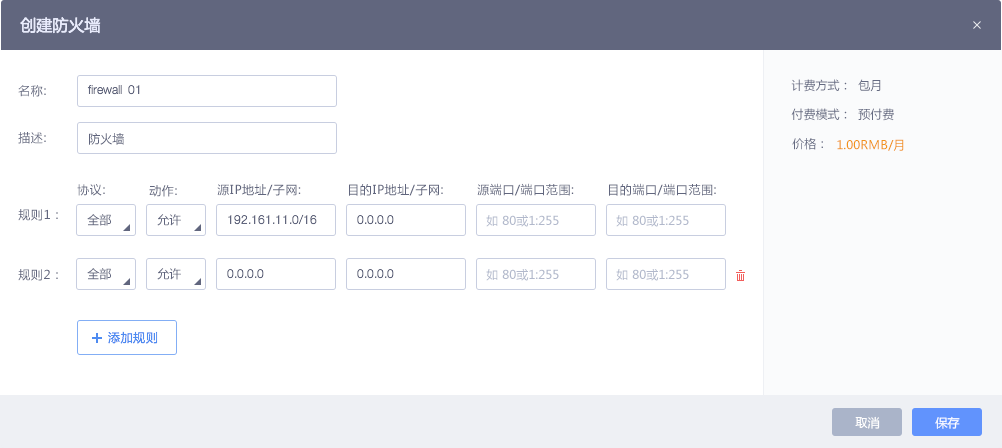 创建防火墙 ×
名称: firewall 01 计费方式： 包月
付费模式： 预付费
描述: 防火墙 价格： 1.00RMB/月
协议: 动作: 源IP地址/子网: 目的IP地址/子网: 源端口/端口范围: 目的端口/端口范围:
规则1： 全部 允许 192.161.11.0/16 0.0.0.0 如 80或1:255 如 80或1:255
规则2： 全部 允许 0.0.0.0 0.0.0.0 如 80或1:255 如 80或1:255
+ 添加规则
取消 保存